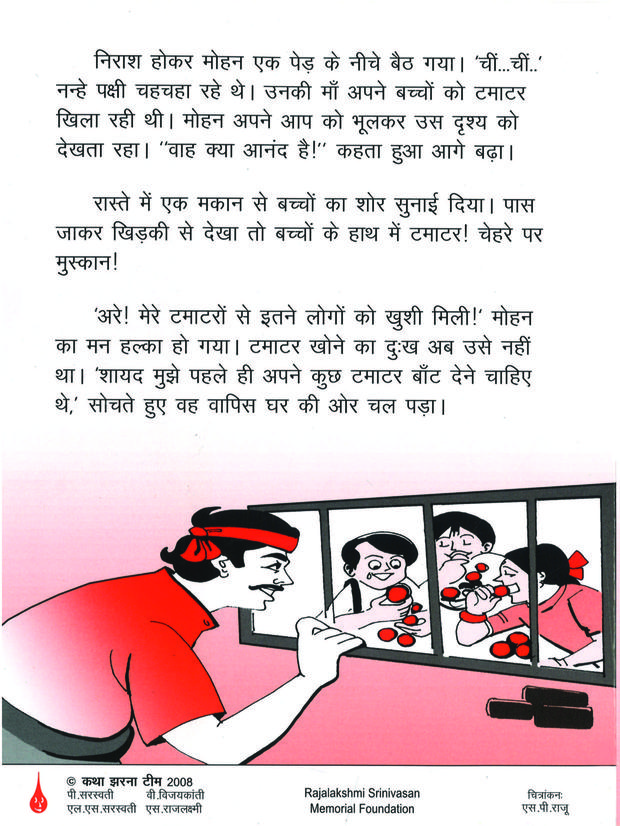 निराश होकर मोहन एक पेड़ के नीचे बैठ गया। 'चीं...चीं..'
नन्हे पक्षी चहचहा रहे थे। उनकी माँ अपने बच्चों को टमाटर
खिला रही थी। मोहन अपने आप को भूलकर उस दृश्य को
देखता रहा। ''वाह क्या आनंद है!'' कहता हुआ आगे बढ़ा।
रास्ते में एक मकान से बच्चों का शोर सुनाई दिया। पास
जाकर खिड़की से देखा तो बच्चों के हाथ में टमाटर! चेहरे पर
मुस्कान!
'अरे! मेरे टमाटरों से इतने लोगों को खुशी मिली!' मोहन
का मन हल्का हो गया। टमाटर खोने का दुःख अब उसे नहीं
था। 'शायद मुझे पहले ही अपने कुछ टमाटर बाँट देने चाहिए
थे,' सोचते हुए वह वापिस घर की ओर चल पड़ा।
© कथा झरना टीम 2008
पी.सरस्वती वी.विजयकांती
एल.एस.सरस्वती एस.राजलक्ष्मी
Rajalakshmi Srinivasan
Memorial Foundation
चित्रांकनः
एस.पी.राजू